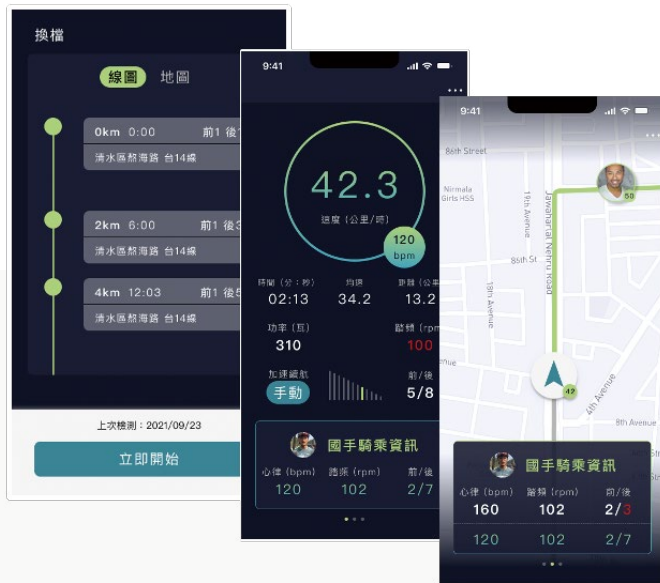 換檔
線圖 地圖
0km 0:00 前1 後
清水區熬海路 台14線
2km 6:00 前1 後3
清水區熬海路 台14線
4km 12:03 前1 後5
清水區熬海路 台14線
上次檢測:2021/09/23
立即開始
9:41
42.3
速度 (公里/時)
120
bpm
時間 (分:秒) 均速 距離 (公里
02:13 34.2 13.2
功率 (瓦) 踏頻 (rpm
310 100
加速續航 前/後
手動 5/8
國手騎乘資訊
心律 (bpm) 踏頻 (rpm) 前/後
120 102 2/7
9:41
86th Street
Nirmala
Girls HSS
19th Avenue
Jawaharlal Nehru Road
50
85th St
18th Avenue
42
4th Avenue
8th Avenue
國手騎乘資訊
心律 (bpm) 踏頻 (rpm) 前/後
160 102 2/3
120 102 2/7